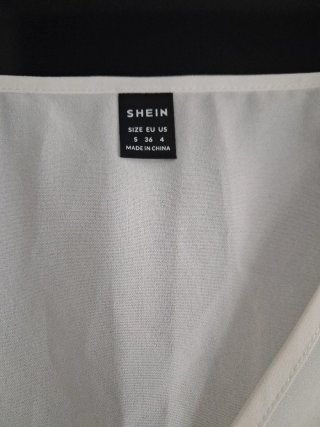 SHEIN
SIZE EU US
S 36 4
MADE IN CHINA